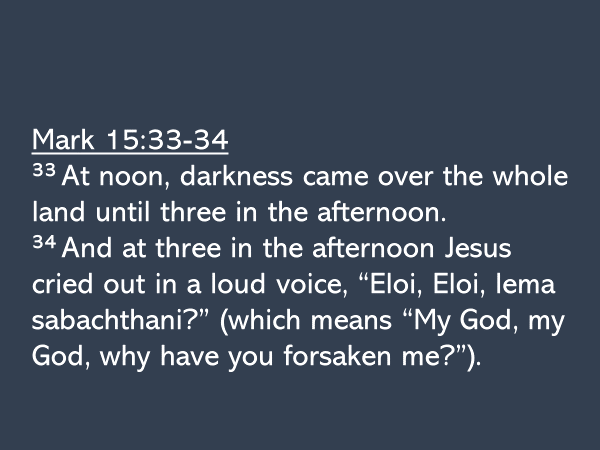 Mark 15:33-34
³³ At noon, darkness came over the whole
land until three in the afternoon.
³⁴ And at three in the afternoon Jesus
cried out in a loud voice, “Eloi, Eloi, lema
sabachthani?” (which means “My God, my
God, why have you forsaken me?”).